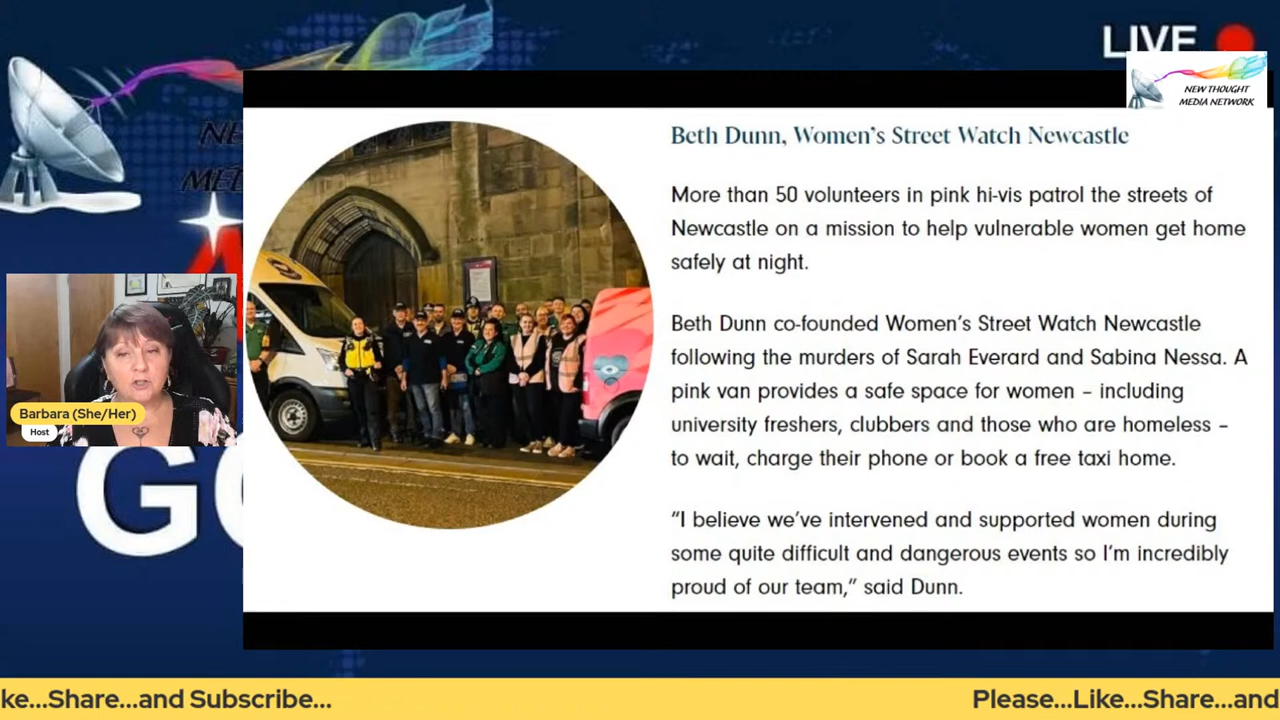 LIVE
NEW THOUGHT
MEDIA NETWORK
Beth Dunn, Women's Street Watch Newcastle
More than 50 volunteers in pink hi-vis patrol the streets of
Newcastle on a mission to help vulnerable women get home
safely at night.
Beth Dunn co-founded Women's Street Watch Newcastle
following the murders of Sarah Everard and Sabina Nessa. A
pink van provides a safe space for women – including
university freshers, clubbers and those who are homeless –
to wait, charge their phone or book a free taxi home.
“I believe we've intervened and supported women during
some quite difficult and dangerous events so I'm incredibly
proud of our team,” said Dunn.
Barbara (She/Her)
Host
ke...Share...and Subscribe...
Please...Like...Share...and